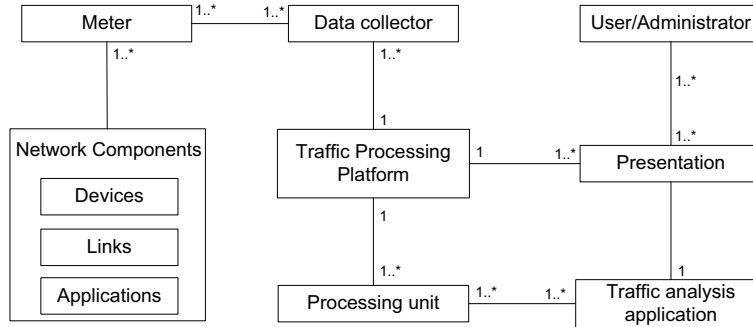 Meter
1..*
1..*
Data collector
User/Administrator
1..*
1..*
1..*
Network Components
Devices
Links
Applications
1
Traffic Processing
Platform
1
1..*
1..*
Presentation
1
1..*
Processing unit
1..*
1..*
1
Traffic analysis
application